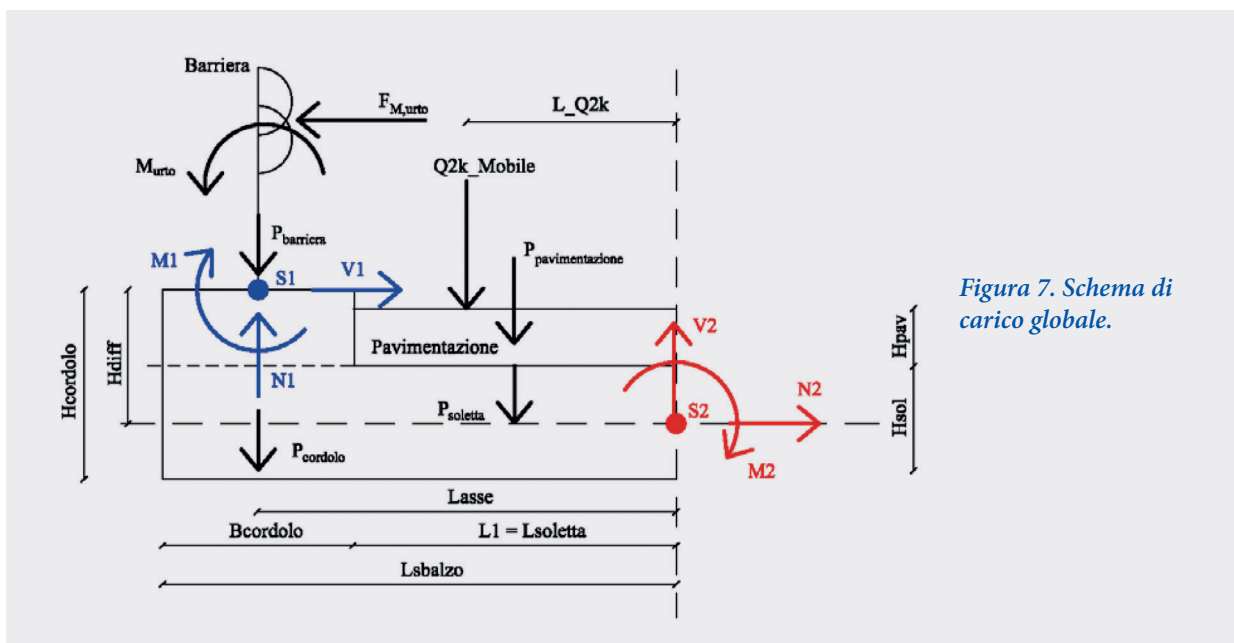 Barriera
F_M,urto
L_Q2k
M_urto
Q2k_Mobile
P_barriera
P_pavimentazione
M1
S1
V1
Figura 7. Schema di
carico globale.
Hcordolo
Hdiff
Hpav
Pavimentazione
V2
N1
P_soletta
S2
N2
Hsol
P_cordolo
M2
Lasse
Bcordolo
L1 = Lsoletta
Lsbalzo